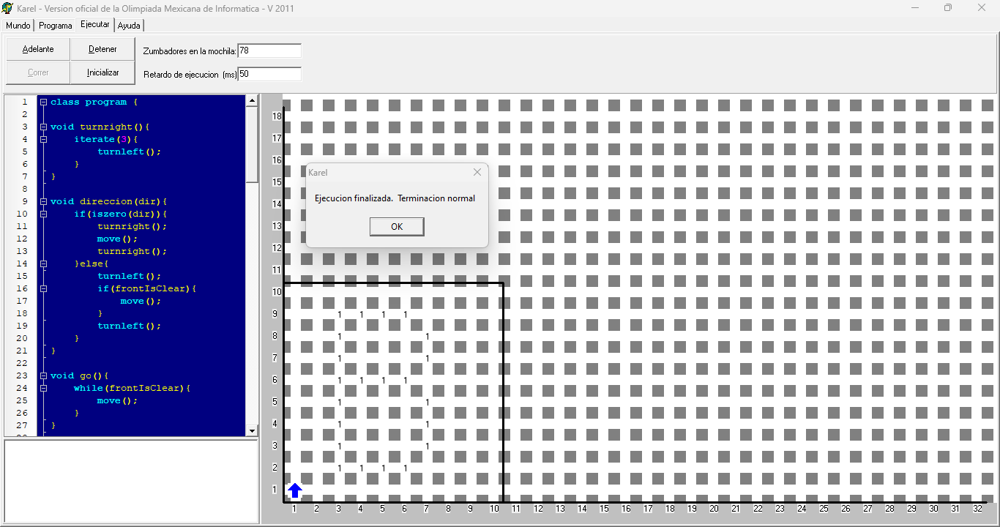 Karel - Version oficial de la Olimpiada Mexicana de Informatica - V 2011
Mundo Programa Ejecutar Ayuda
Adelante Detener Zumbadores en la mochila: 78
Correr Inicializar Retardo de ejecucion (ms) 50
1 class program {
2
3 void turnright(){
4 iterate(3){
5 turnleft();
6 }
7 }
8
9 void direccion(dir){
10 if(iszero(dir)){
11 turnright();
12 move();
13 turnright();
14 }else{
15 turnleft();
16 if(frontIsClear){
17 move();
18 }
19 turnleft();
20 }
21 }
22
23 void go(){
24 while(frontIsClear){
25 move();
26 }
27 }
18
17
16
15
14
13
12
11
10
9 1 1 1 1
8 1 1
7 1 1
6 1 1 1 1
5 1 1
4 1 1
3 1 1
2 1 1 1 1
1
1 2 3 4 5 6 7 8 9 10 11 12 13 14 15 16 17 18 19 20 21 22 23 24 25 26 27 28 29 30 31 32
Karel
Ejecucion finalizada. Terminacion normal
OK